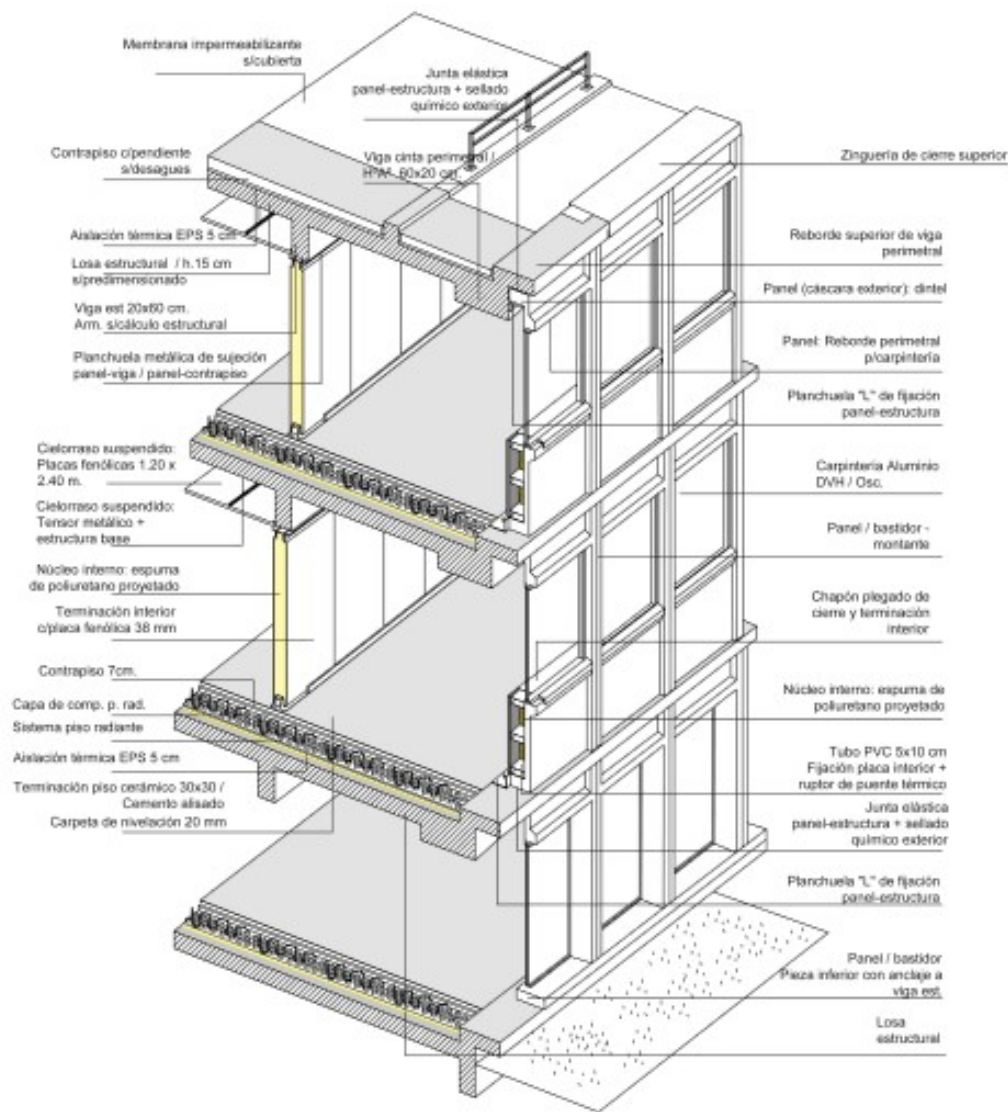 Membrana impermeabilizante
s/cubierta
Junta elástica
panel-estructura + sellado
químico exterior
Contrapiso c/pendiente
s/desagues
Viga cinta perimetral /
HºAº. 60x20 cm.
Zinguería de cierre superior
Aislación térmica EPS 5 cm
Losa estructural / h.15 cm
s/predimensionado
Viga est 20x60 cm.
Arm. s/cálculo estructural
Planchuela metálica de sujeción
panel-viga / panel-contrapiso
Reborde superior de viga
perimetral
Panel (cáscara exterior): dintel
Panel: Reborde perimetral
p/carpintería
Planchuela "L" de fijación
panel-estructura
Cielorraso suspendido:
Placas fenólicas 1.20 x
2.40 m.
Cielorraso suspendido:
Tensor metálico +
estructura base
Carpintería Aluminio
DVH / Osc.
Panel / bastidor -
montante
Núcleo interno: espuma
de poliuretano proyetado
Terminación interior
c/placa fenólica 38 mm
Chapón plegado de
cierre y terminación
interior
Contrapiso 7cm.
Capa de comp. p. rad.
Sistema piso radiante
Aislación térmica EPS 5 cm
Terminación piso cerámico 30x30 /
Cemento alisado
Carpeta de nivelación 20 mm
Núcleo interno: espuma de
poliuretano proyetado
Tubo PVC 5x10 cm
Fijación placa interior +
ruptor de puente térmico
Junta elástica
panel-estructura + sellado
químico exterior
Planchuela "L" de fijación
panel-estructura
Panel / bastidor
Pieza inferior con anclaje a
viga est.
Losa
estructural